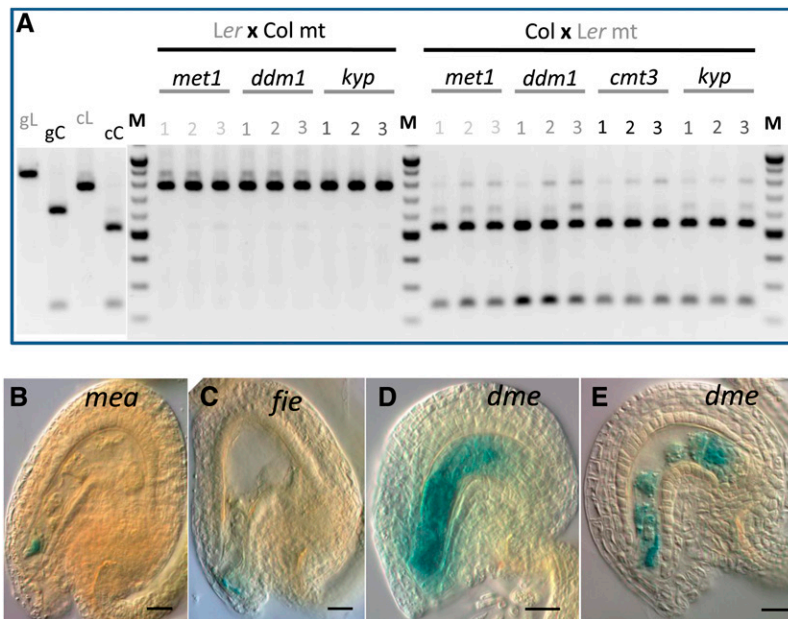 A
Ler x Col mt
Col x Ler mt
met1 ddm1 kyp
met1 ddm1 cmt3 kyp
gL gC cL cC M 1 2 3 1 2 3 1 2 3 M 1 2 3 1 2 3 1 2 3 1 2 3 M
B mea
C fie
D dme
E dme